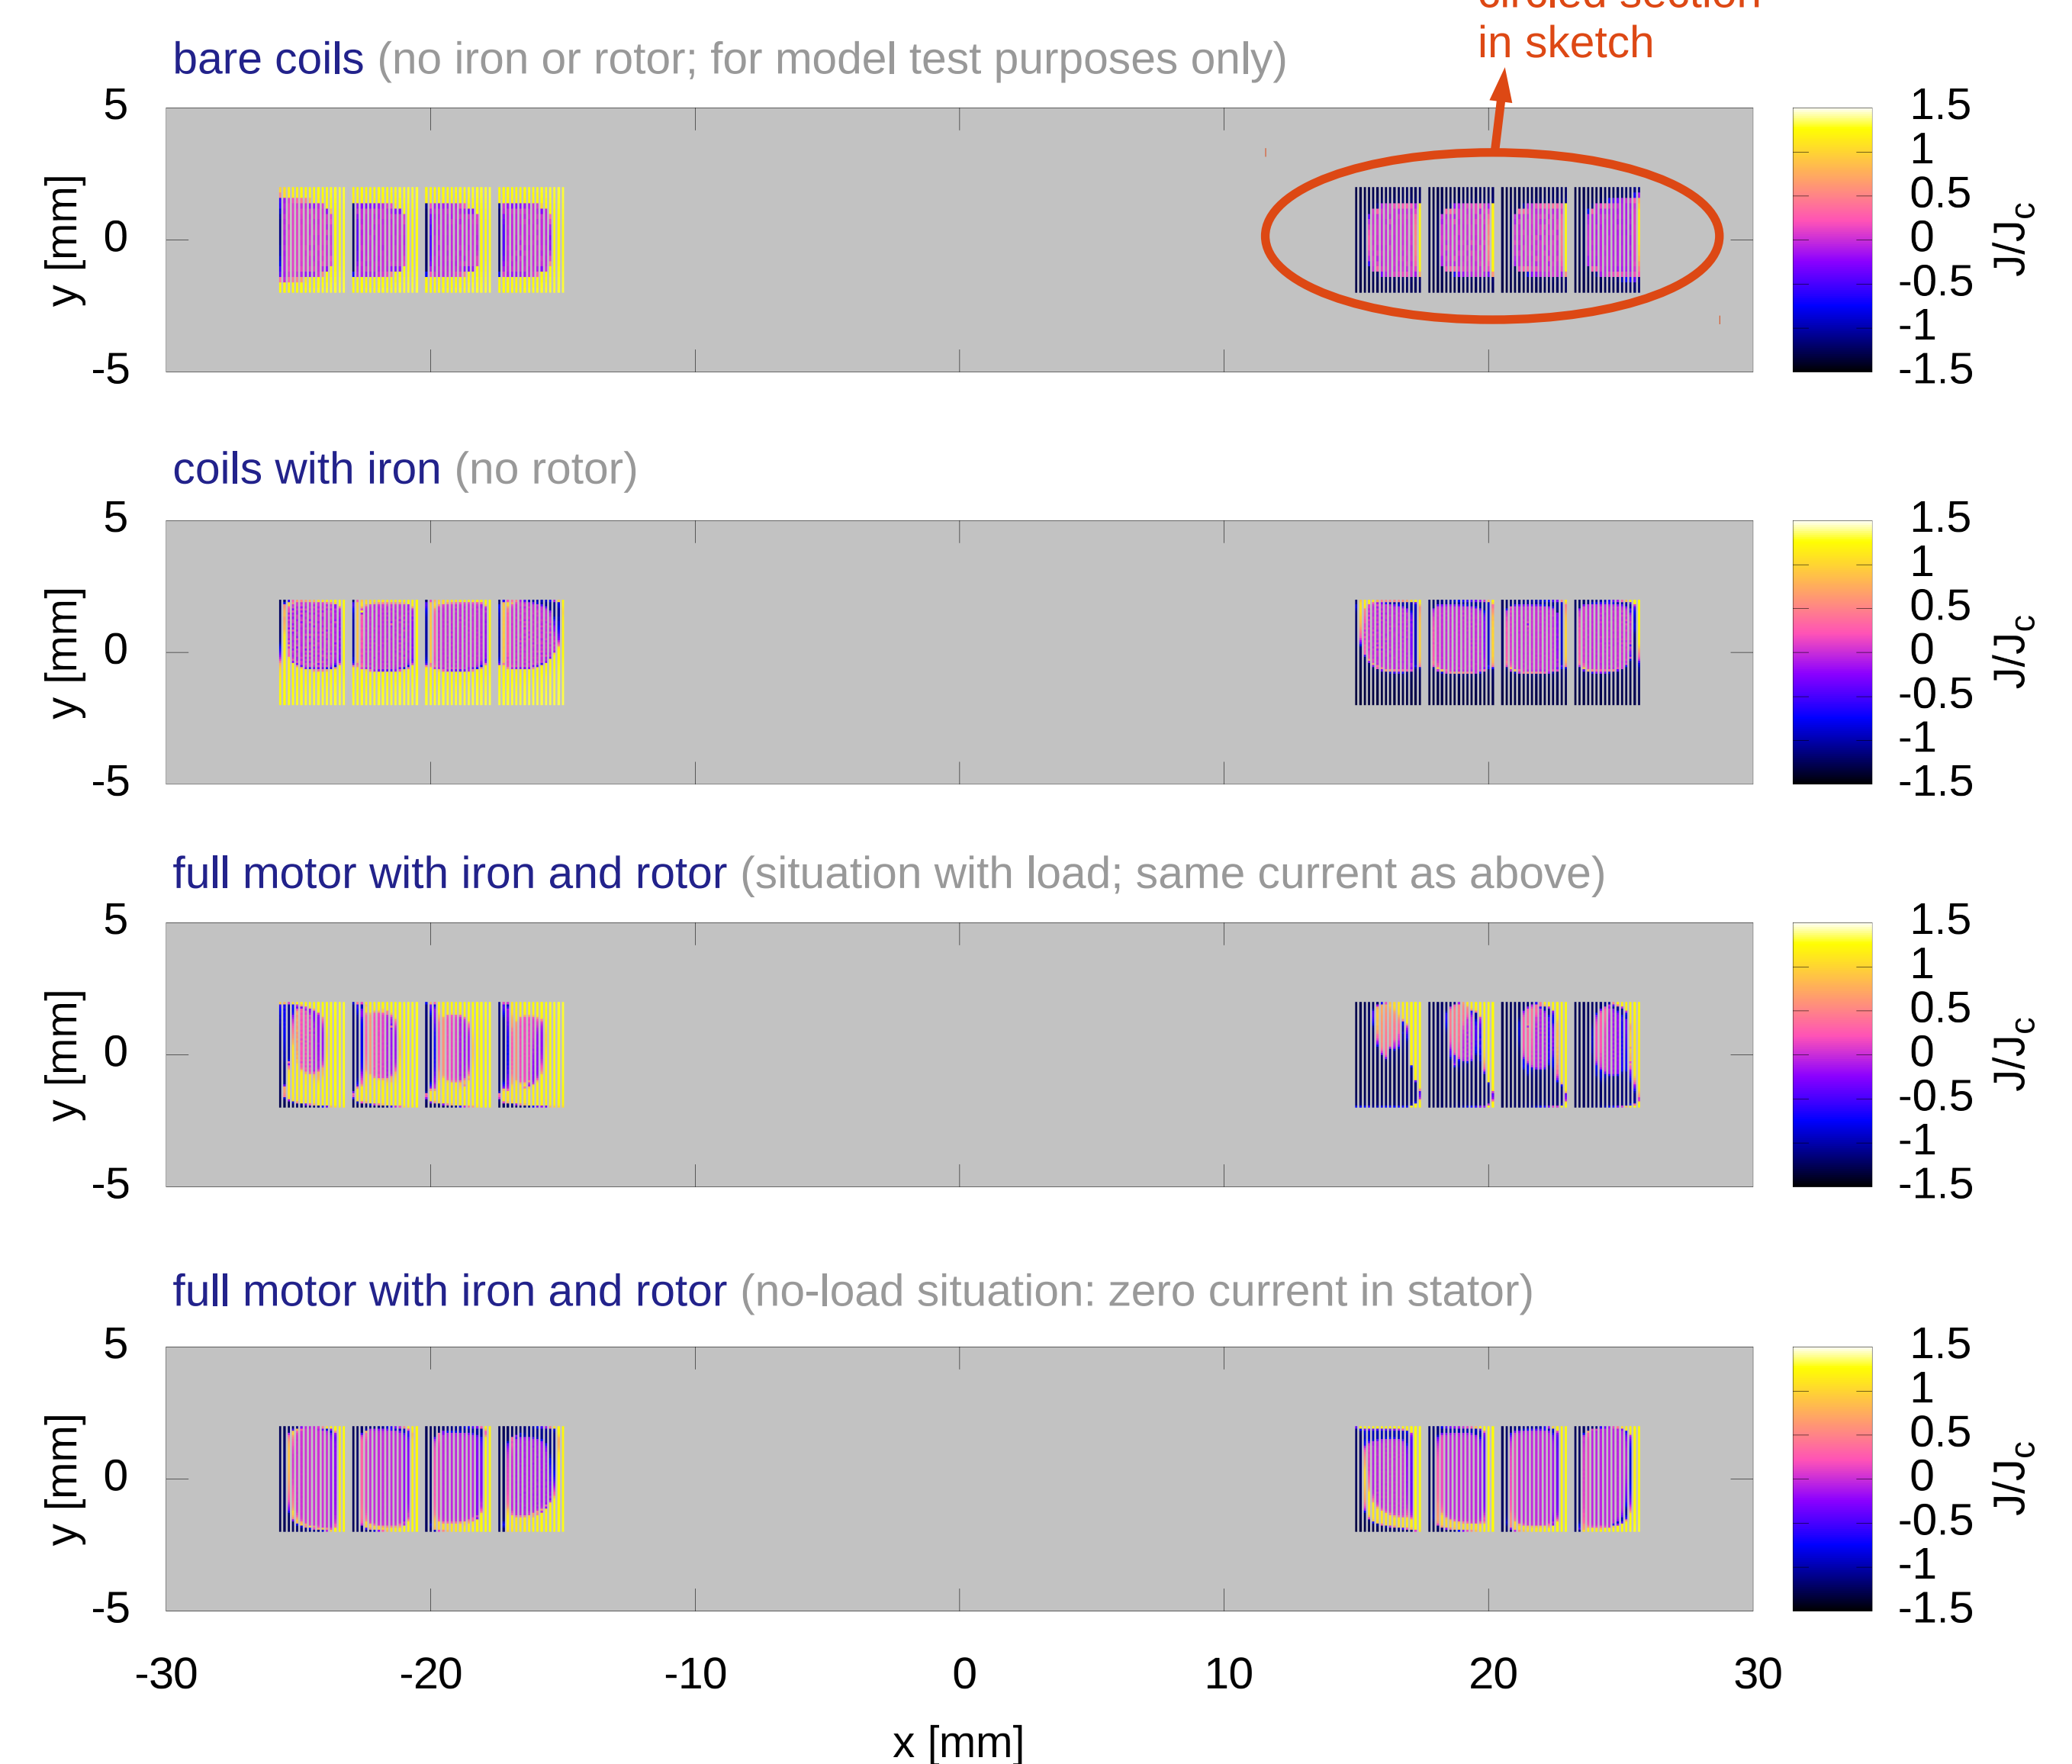 circled section
in sketch
bare coils (no iron or rotor; for model test purposes only)
5
0
-5
y [mm]
1.5
1
0.5
0
-0.5
-1
-1.5
J/Jc
coils with iron (no rotor)
5
0
-5
y [mm]
1.5
1
0.5
0
-0.5
-1
-1.5
J/Jc
full motor with iron and rotor (situation with load; same current as above)
5
0
-5
y [mm]
1.5
1
0.5
0
-0.5
-1
-1.5
J/Jc
full motor with iron and rotor (no-load situation: zero current in stator)
5
0
-5
y [mm]
1.5
1
0.5
0
-0.5
-1
-1.5
J/Jc
-30 -20 -10 0 10 20 30
x [mm]